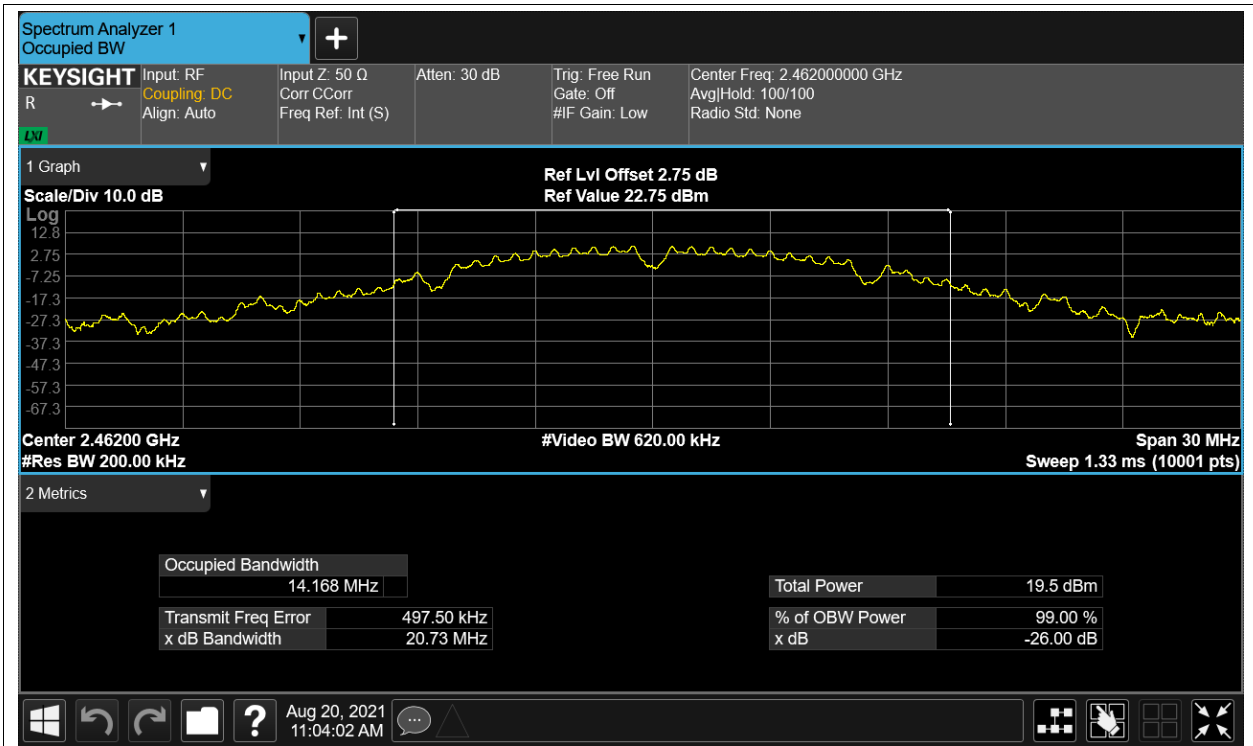 Spectrum Analyzer 1
Occupied BW
KEYSIGHT
R
LXI
Input: RF
Coupling: DC
Align: Auto
Input Z: 50 Ω
Corr CCorr
Freq Ref: Int (S)
Atten: 30 dB
Trig: Free Run
Gate: Off
#IF Gain: Low
Center Freq: 2.462000000 GHz
Avg|Hold: 100/100
Radio Std: None
1 Graph
Scale/Div 10.0 dB
Ref Lvl Offset 2.75 dB
Ref Value 22.75 dBm
Log
12.8
2.75
-7.25
-17.3
-27.3
-37.3
-47.3
-57.3
-67.3
Center 2.46200 GHz
#Video BW 620.00 kHz
Span 30 MHz
#Res BW 200.00 kHz
Sweep 1.33 ms (10001 pts)
2 Metrics
Occupied Bandwidth
14.168 MHz
Total Power 19.5 dBm
Transmit Freq Error 497.50 kHz
% of OBW Power 99.00 %
x dB Bandwidth 20.73 MHz
x dB -26.00 dB
?
Aug 20, 2021
11:04:02 AM